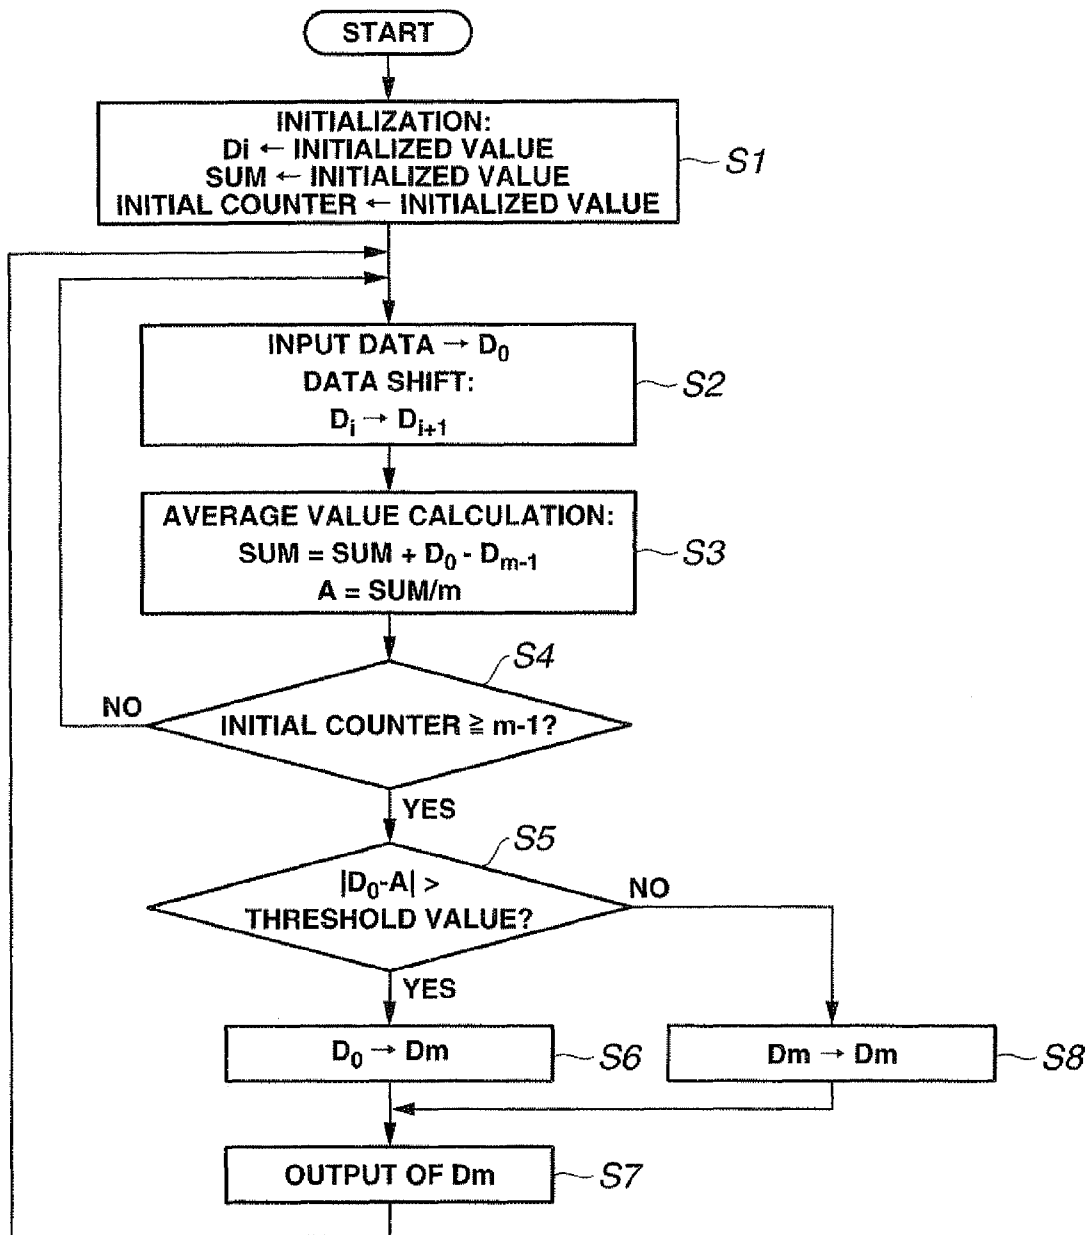 START
INITIALIZATION:
Di ← INITIALIZED VALUE
SUM ← INITIALIZED VALUE
INITIAL COUNTER ← INITIALIZED VALUE
S1
INPUT DATA → D₀
DATA SHIFT:
Dᵢ → Dᵢ₊₁
S2
AVERAGE VALUE CALCULATION:
SUM = SUM + D₀ - Dₘ₋₁
A = SUM/m
S3
S4
NO
INITIAL COUNTER ≧ m-1?
YES
S5
|D₀-A| >
THRESHOLD VALUE?
NO
YES
D₀ → Dm
S6
Dm → Dm
S8
OUTPUT OF Dm
S7